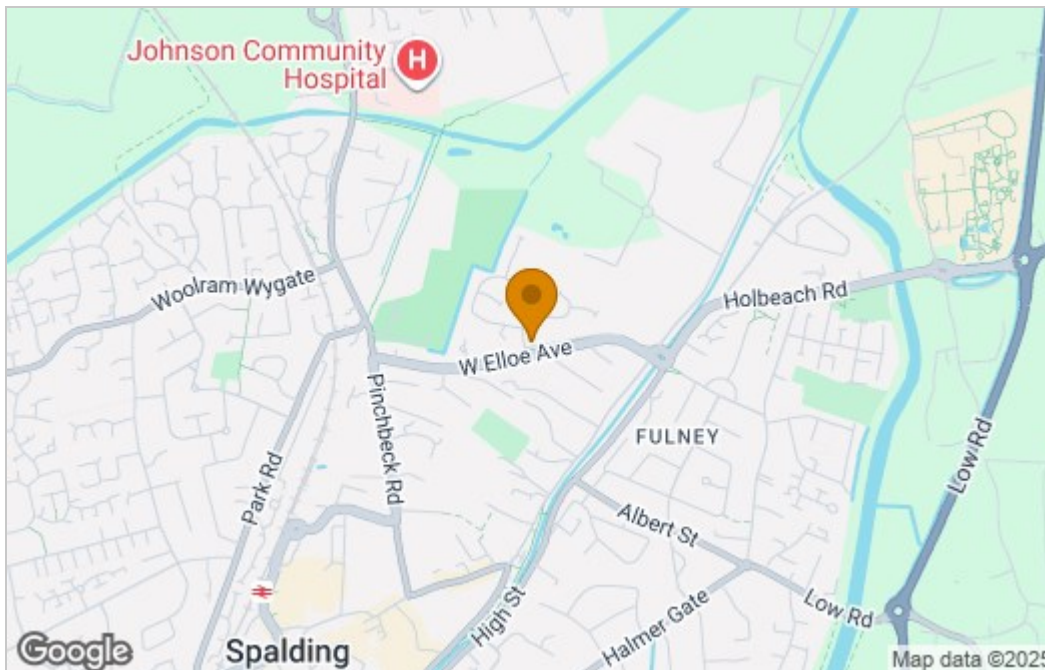 Johnson Community
Hospital
H
Woolram Wygate
Holbeach Rd
W Elloe Ave
Pinchbeck Rd
FULNEY
Park Rd
Low Rd
Albert St
High St
Halmer Gate
Low Rd
Spalding
Google
Map data ©2025